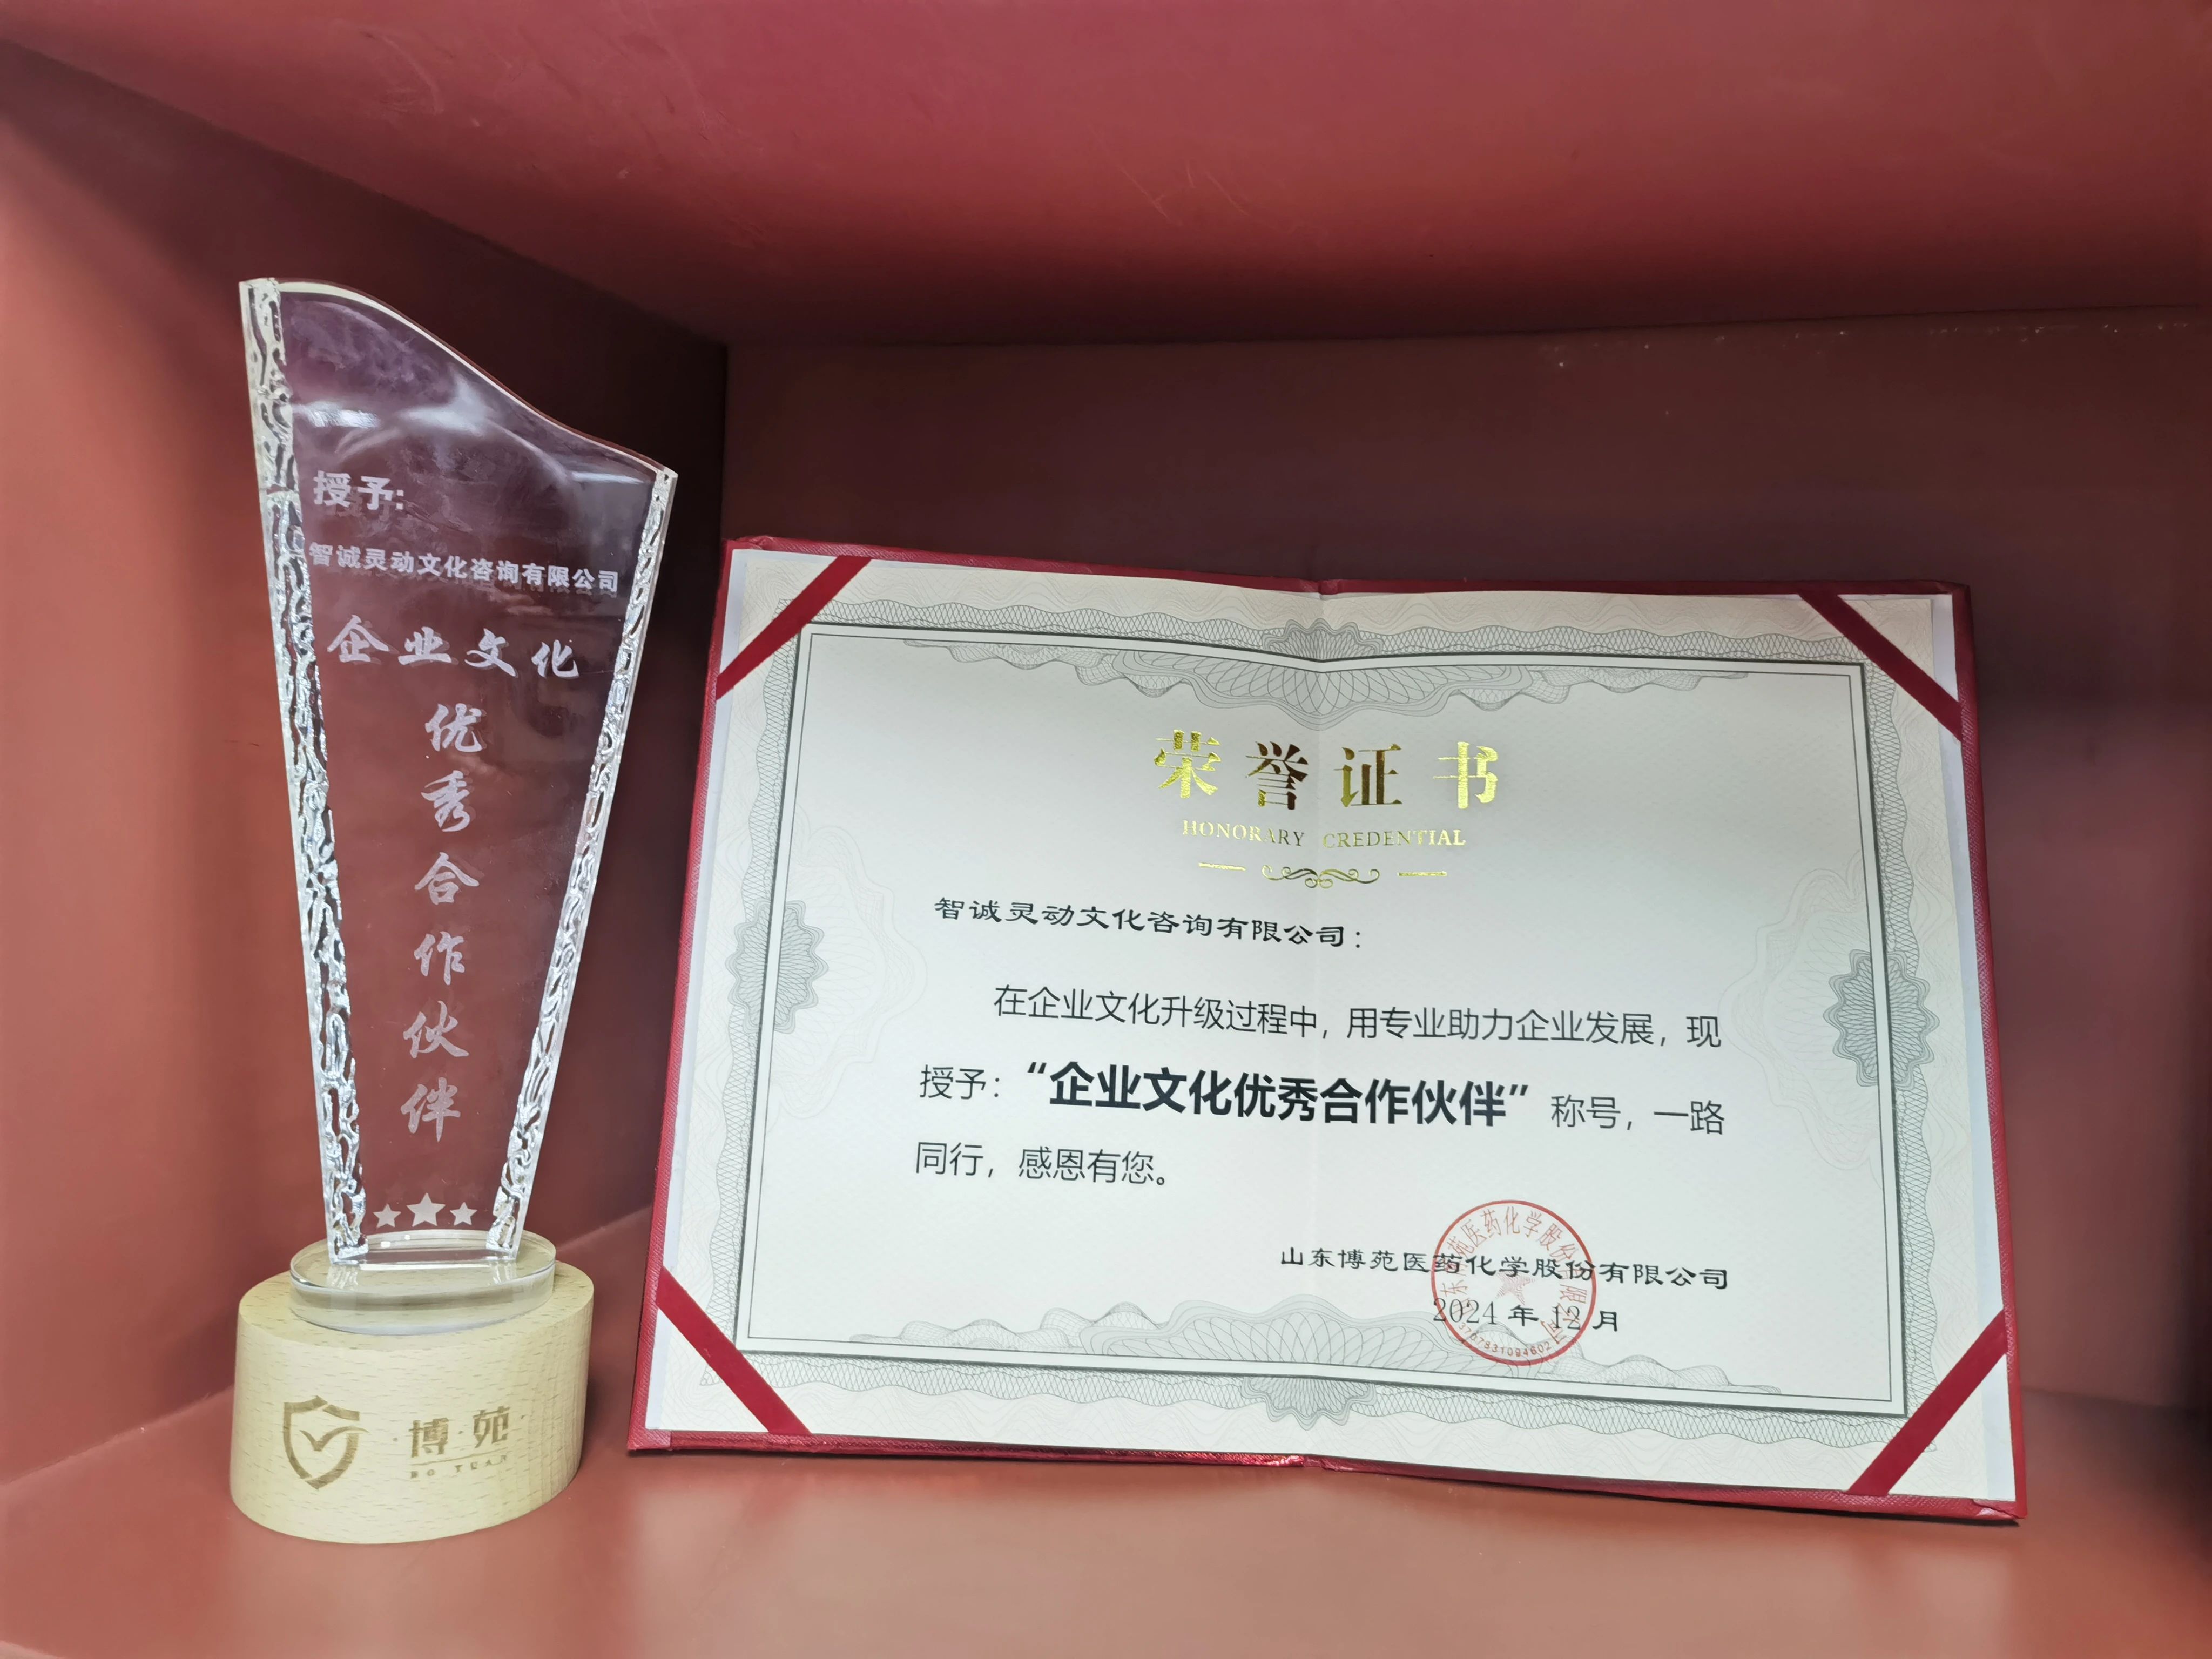 授予:
智诚灵动文化咨询有限公司
企业文化
优
秀
合
作
伙
伴
博·苑
BO YUAN
荣誉证书
HONORARY CREDENTIAL
智诚灵动文化咨询有限公司：
在企业文化升级过程中，用专业助力企业发展，现
授予：“企业文化优秀合作伙伴”称号，一路
同行，感恩有您。
山东博苑医药化学股份有限公司
2024年12月